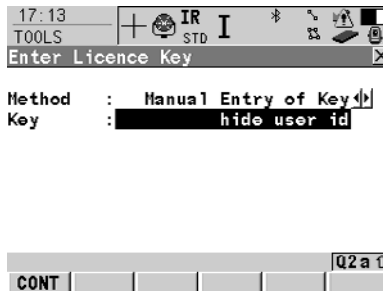 17:13
TOOLS
IR
STD
I
Enter Licence Key X
Method : Manual Entry of Key
Key : hide user id
Q2a
CONT